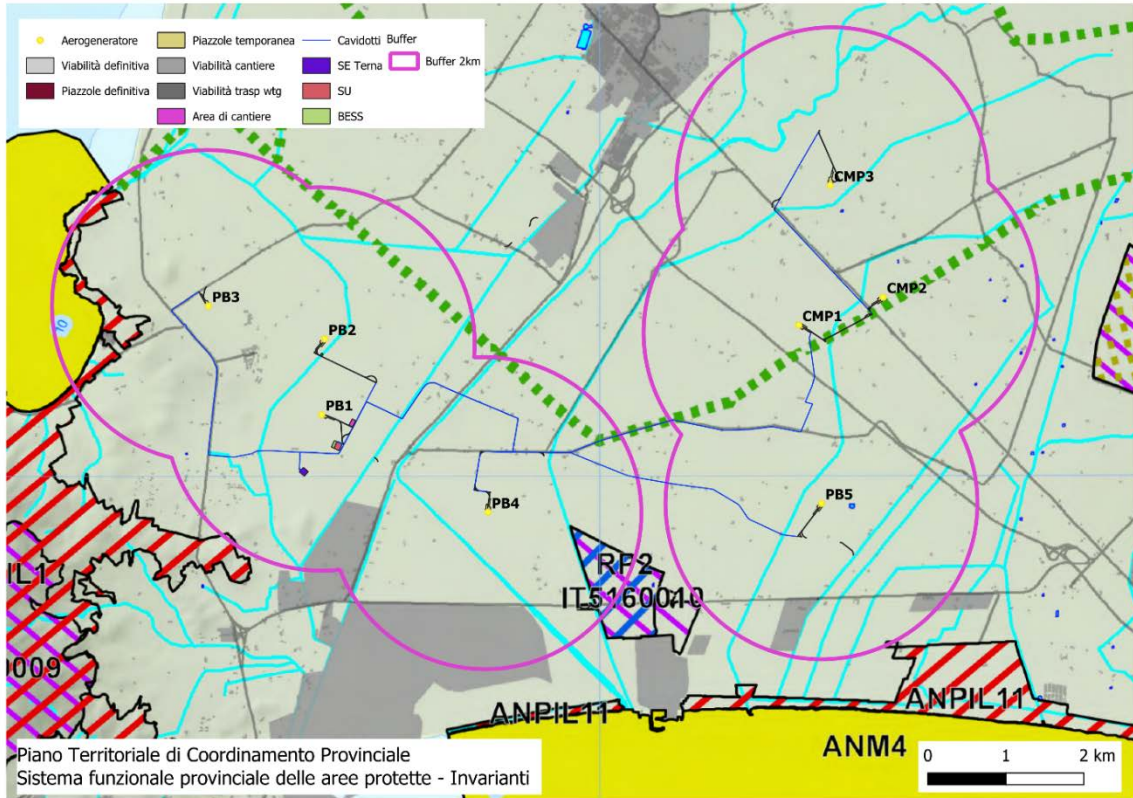 Aerogeneratore
Viabilità definitiva
Piazzole definitiva
Piazzole temporanea
Viabilità cantiere
Viabilità trasp wtg
Area di cantiere
Cavidotti
SE Terna
SU
BESS
Buffer
Buffer 2km
CMP3
CMP2
CMP1
PB3
PB2
PB1
PB4
PB5
10
RP2
IT5160010
IL1
0009
ANPIL11
ANPIL11
ANM4
Piano Territoriale di Coordinamento Provinciale
Sistema funzionale provinciale delle aree protette - Invarianti
0 1 2 km